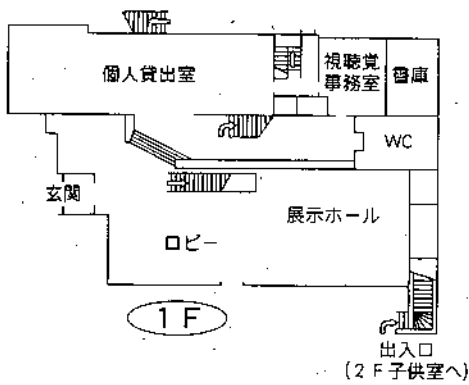 個人貸出室
視聴覚
事務室
書庫
WC
玄関
展示ホール
ロビー
1F
出入口
(2F子供室へ)